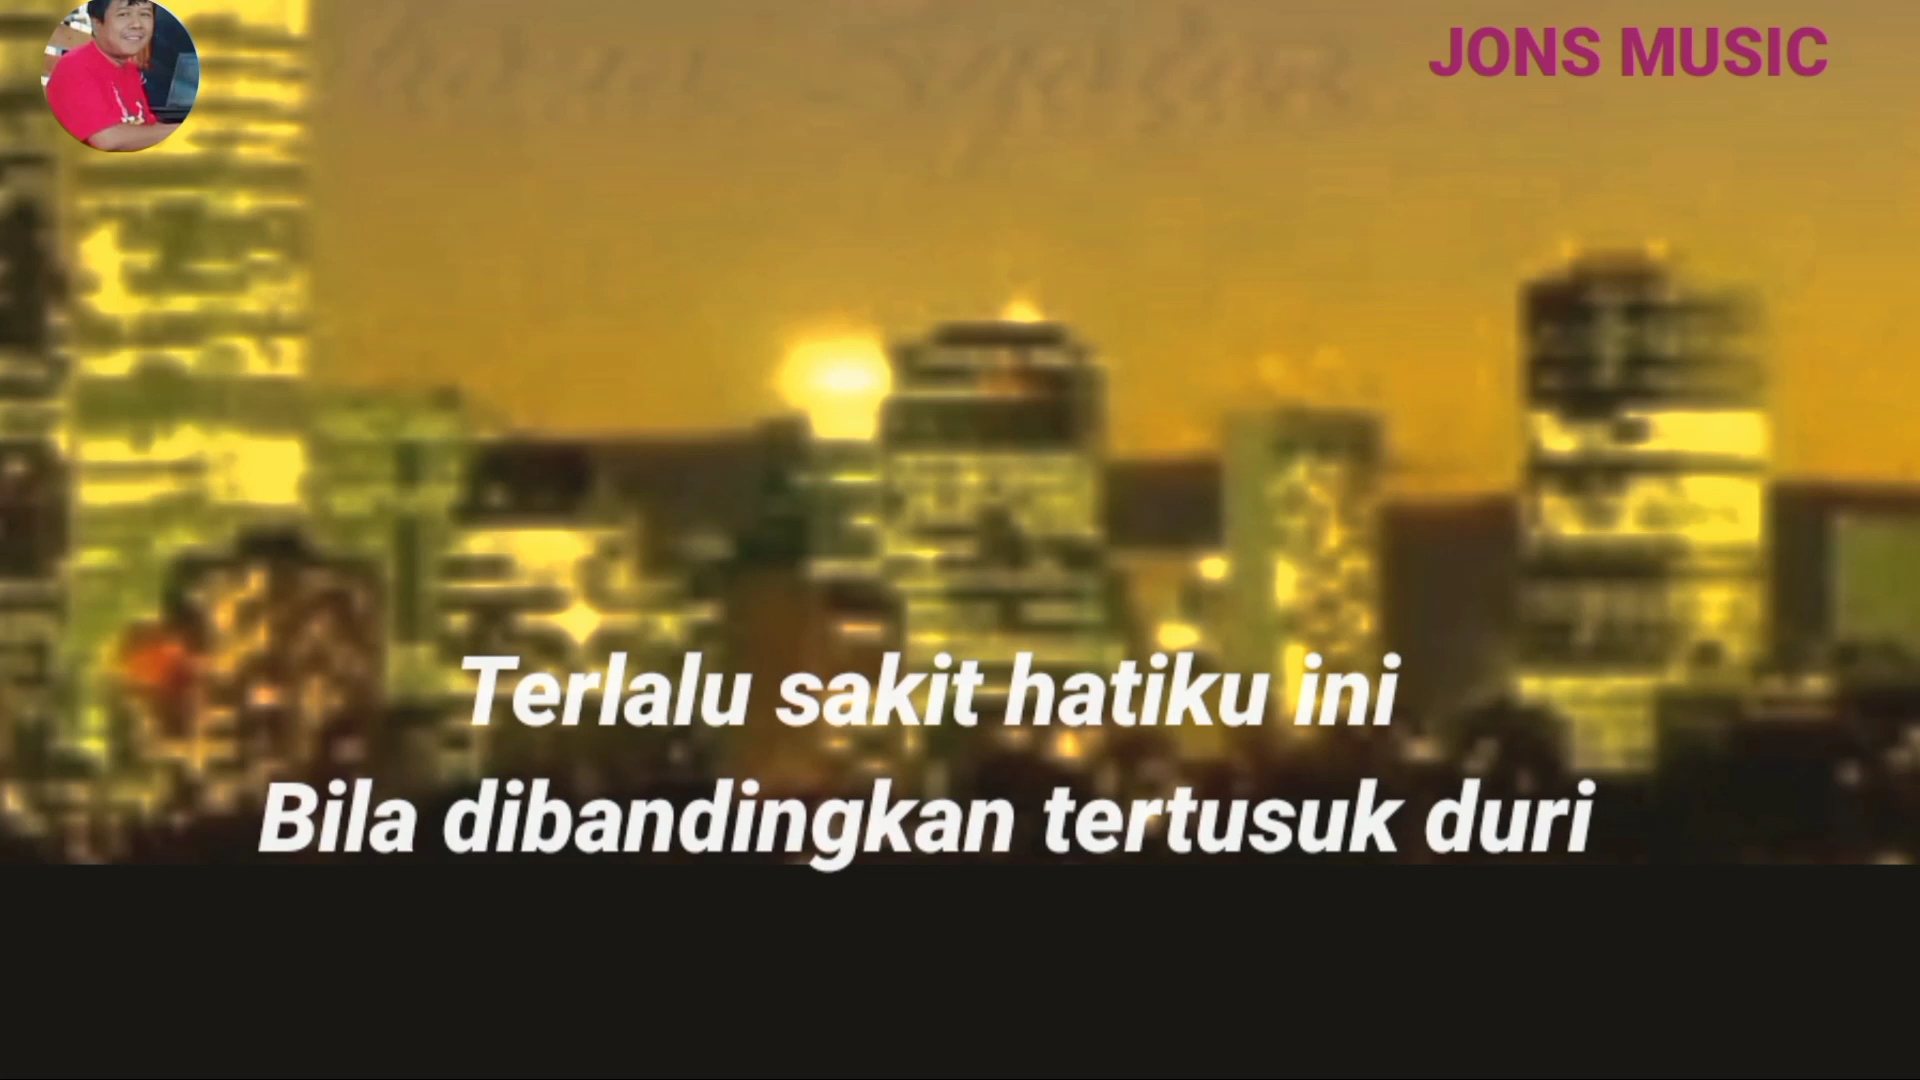 JONS MUSIC
Terlalu sakit hatiku ini
Bila dibandingkan tertusuk duri